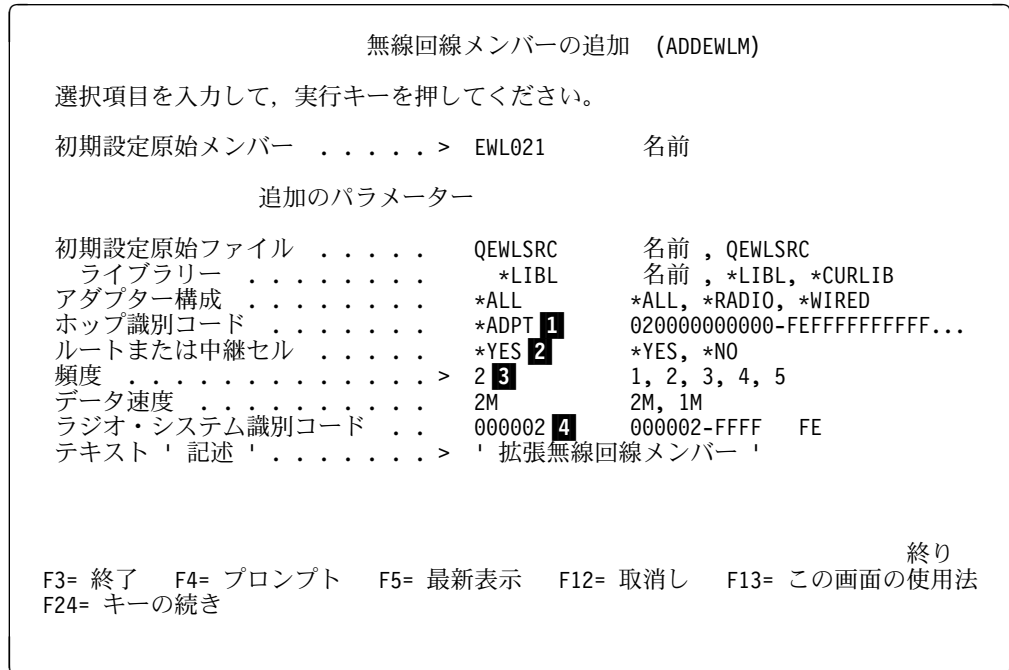 無線回線メンバーの追加 (ADDEWLM)
選択項目を入力して, 実行キーを押してください。
初期設定原始メンバー . . . . . > EWL021 名前
追加のパラメーター
初期設定原始ファイル . . . . . QEWLSRC 名前 , QEWLSRC
ライブラリー . . . . . . . . *LIBL 名前 , *LIBL, *CURLIB
アダプター構成 . . . . . . . . *ALL *ALL, *RADIO, *WIRED
ホップ識別コード . . . . . . . *ADPT 1 020000000000-FEFFFFFFFFFF...
ルートまたは中継セル . . . . . *YES 2 *YES, *NO
頻度 . . . . . . . . . . . . . > 2 3 1, 2, 3, 4, 5
データ速度 . . . . . . . . . . 2M 2M, 1M
ラジオ・システム識別コード . . 000002 4 000002-FFFF FE
テキスト ' 記述 ' . . . . . . . > ' 拡張無線回線メンバー '
終り
F3= 終了 F4= プロンプト F5= 最新表示 F12= 取消し F13= この画面の使用法
F24= キーの続き